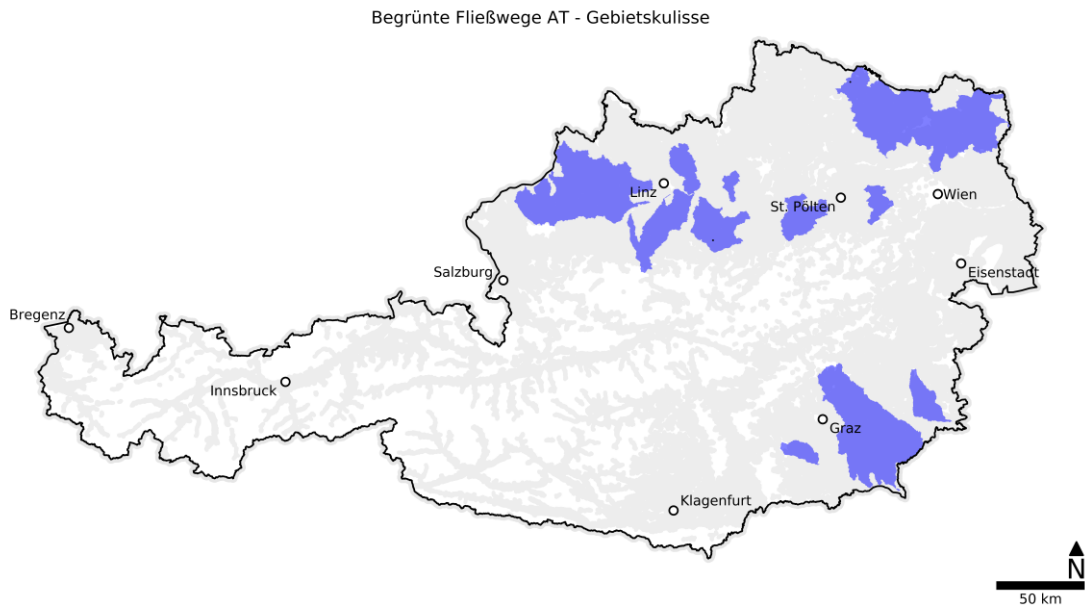 Begrünte Fließwege AT - Gebietskulisse
Linz
St. Pölten
Wien
Salzburg
Eisenstadt
Bregenz
Innsbruck
Graz
Klagenfurt
N
50 km